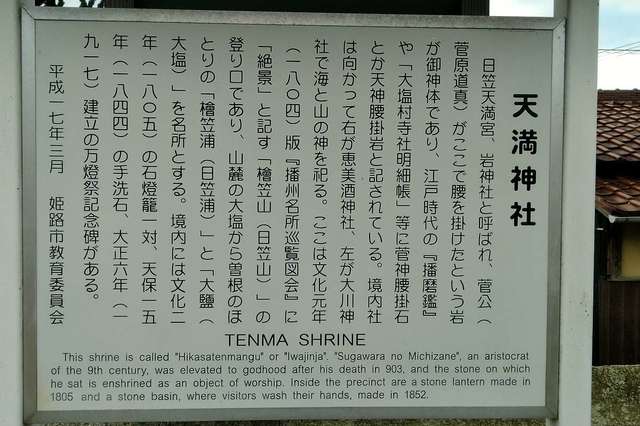 天満神社
日笠天満宮、岩神社と呼ばれ、菅公（
菅原道真）がここで腰を掛けたという岩
が御神体であり、江戸時代の『播磨鑑』
や「大塩村寺社明細帳」等に菅神腰掛石
とか天神腰掛岩と記されている。境内社
は向かって右が恵美酒神社、左が大川神
社で海と山の神を祀る。ここは文化元年
（一八〇四）版『播州名所巡覧図会』に
「絶景」と記す「檜笠山（日笠山）」の
登り口であり、山麓の大塩から曽根のほ
とりの「檜笠浦（日笠浦）」と「大鹽（
大塩）」を名所とする。境内には文化二
年（一八〇五）の石燈籠一対、天保一五
年（一八四四）の手洗石、大正六年（一
九一七）建立の万燈祭記念碑がある。
平成一七年三月　姫路市教育委員会
TENMA SHRINE
This shrine is called "Hikasatenmangu" or "Iwajinja". "Sugawara no Michizane", an aristocrat
of the 9th century, was elevated to godhood after his death in 903, and the stone on which
he sat is enshrined as an object of worship. Inside the precinct are a stone lantern made in
1805 and a stone basin, where visitors wash their hands, made in 1852.